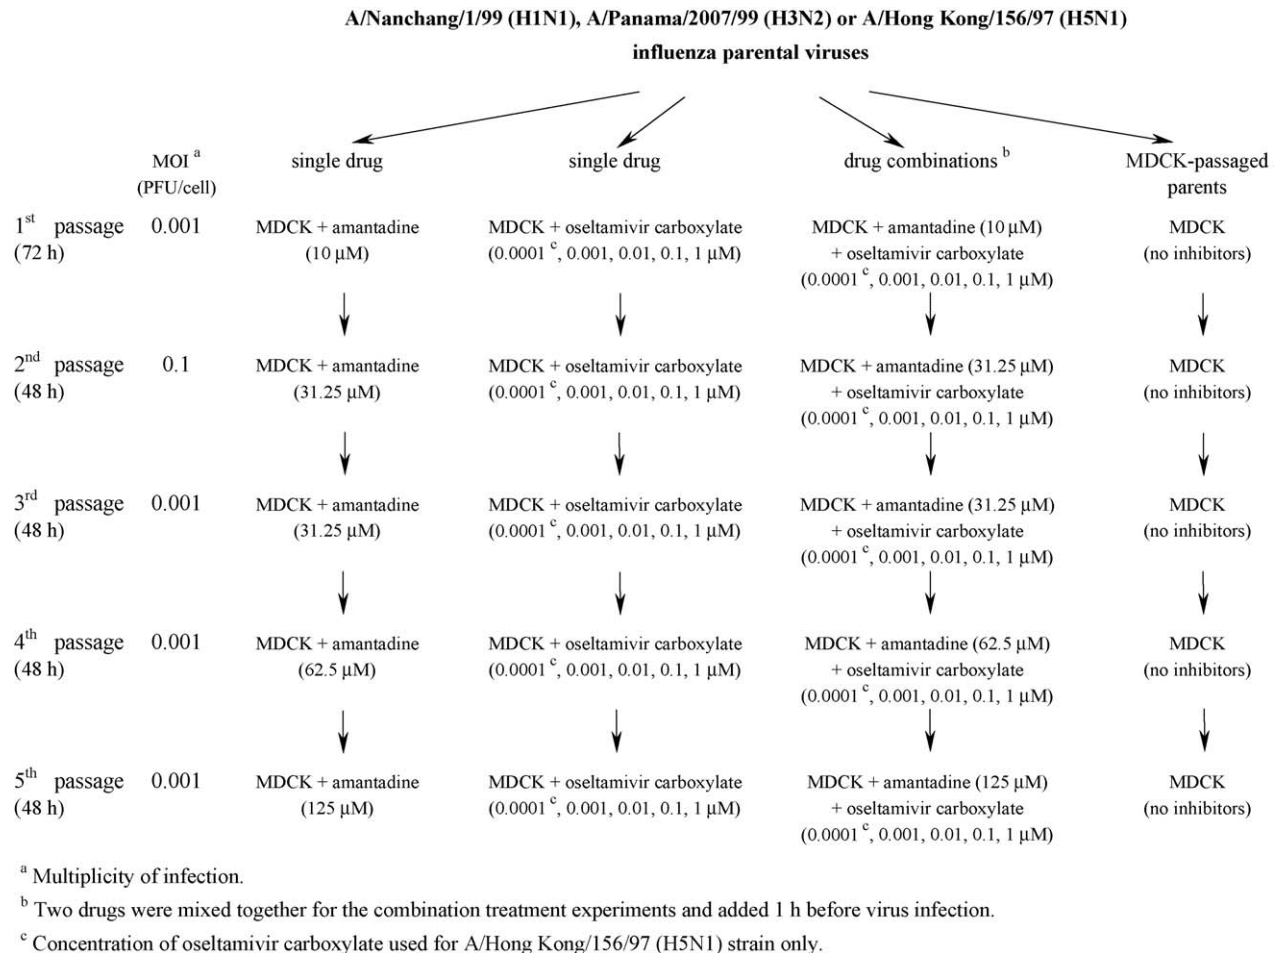 A/Nanchang/1/99 (H1N1), A/Panama/2007/99 (H3N2) or A/Hong Kong/156/97 (H5N1)
influenza parental viruses
MOI a single drug single drug drug combinations b MDCK-passaged
(PFU/cell) parents
1st passage 0.001 MDCK + amantadine MDCK + oseltamivir carboxylate MDCK + amantadine (10 µM) MDCK
(72 h) (10 µM) (0.0001 c, 0.001, 0.01, 0.1, 1 µM) + oseltamivir carboxylate (no inhibitors)
(0.0001 c, 0.001, 0.01, 0.1, 1 µM)
2nd passage 0.1 MDCK + amantadine MDCK + oseltamivir carboxylate MDCK + amantadine (31.25 µM) MDCK
(48 h) (31.25 µM) (0.0001 c, 0.001, 0.01, 0.1, 1 µM) + oseltamivir carboxylate (no inhibitors)
(0.0001 c, 0.001, 0.01, 0.1, 1 µM)
3rd passage 0.001 MDCK + amantadine MDCK + oseltamivir carboxylate MDCK + amantadine (31.25 µM) MDCK
(48 h) (31.25 µM) (0.0001 c, 0.001, 0.01, 0.1, 1 µM) + oseltamivir carboxylate (no inhibitors)
(0.0001 c, 0.001, 0.01, 0.1, 1 µM)
4th passage 0.001 MDCK + amantadine MDCK + oseltamivir carboxylate MDCK + amantadine (62.5 µM) MDCK
(48 h) (62.5 µM) (0.0001 c, 0.001, 0.01, 0.1, 1 µM) + oseltamivir carboxylate (no inhibitors)
(0.0001 c, 0.001, 0.01, 0.1, 1 µM)
5th passage 0.001 MDCK + amantadine MDCK + oseltamivir carboxylate MDCK + amantadine (125 µM) MDCK
(48 h) (125 µM) (0.0001 c, 0.001, 0.01, 0.1, 1 µM) + oseltamivir carboxylate (no inhibitors)
(0.0001 c, 0.001, 0.01, 0.1, 1 µM)
a Multiplicity of infection.
b Two drugs were mixed together for the combination treatment experiments and added 1 h before virus infection.
c Concentration of oseltamivir carboxylate used for A/Hong Kong/156/97 (H5N1) strain only.